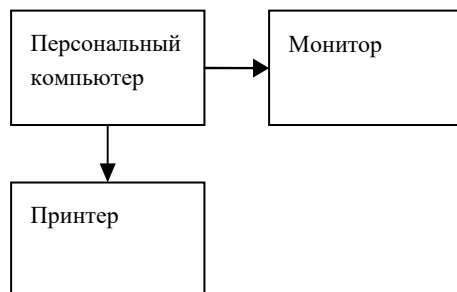 Персональный
компьютер
Монитор
Принтер